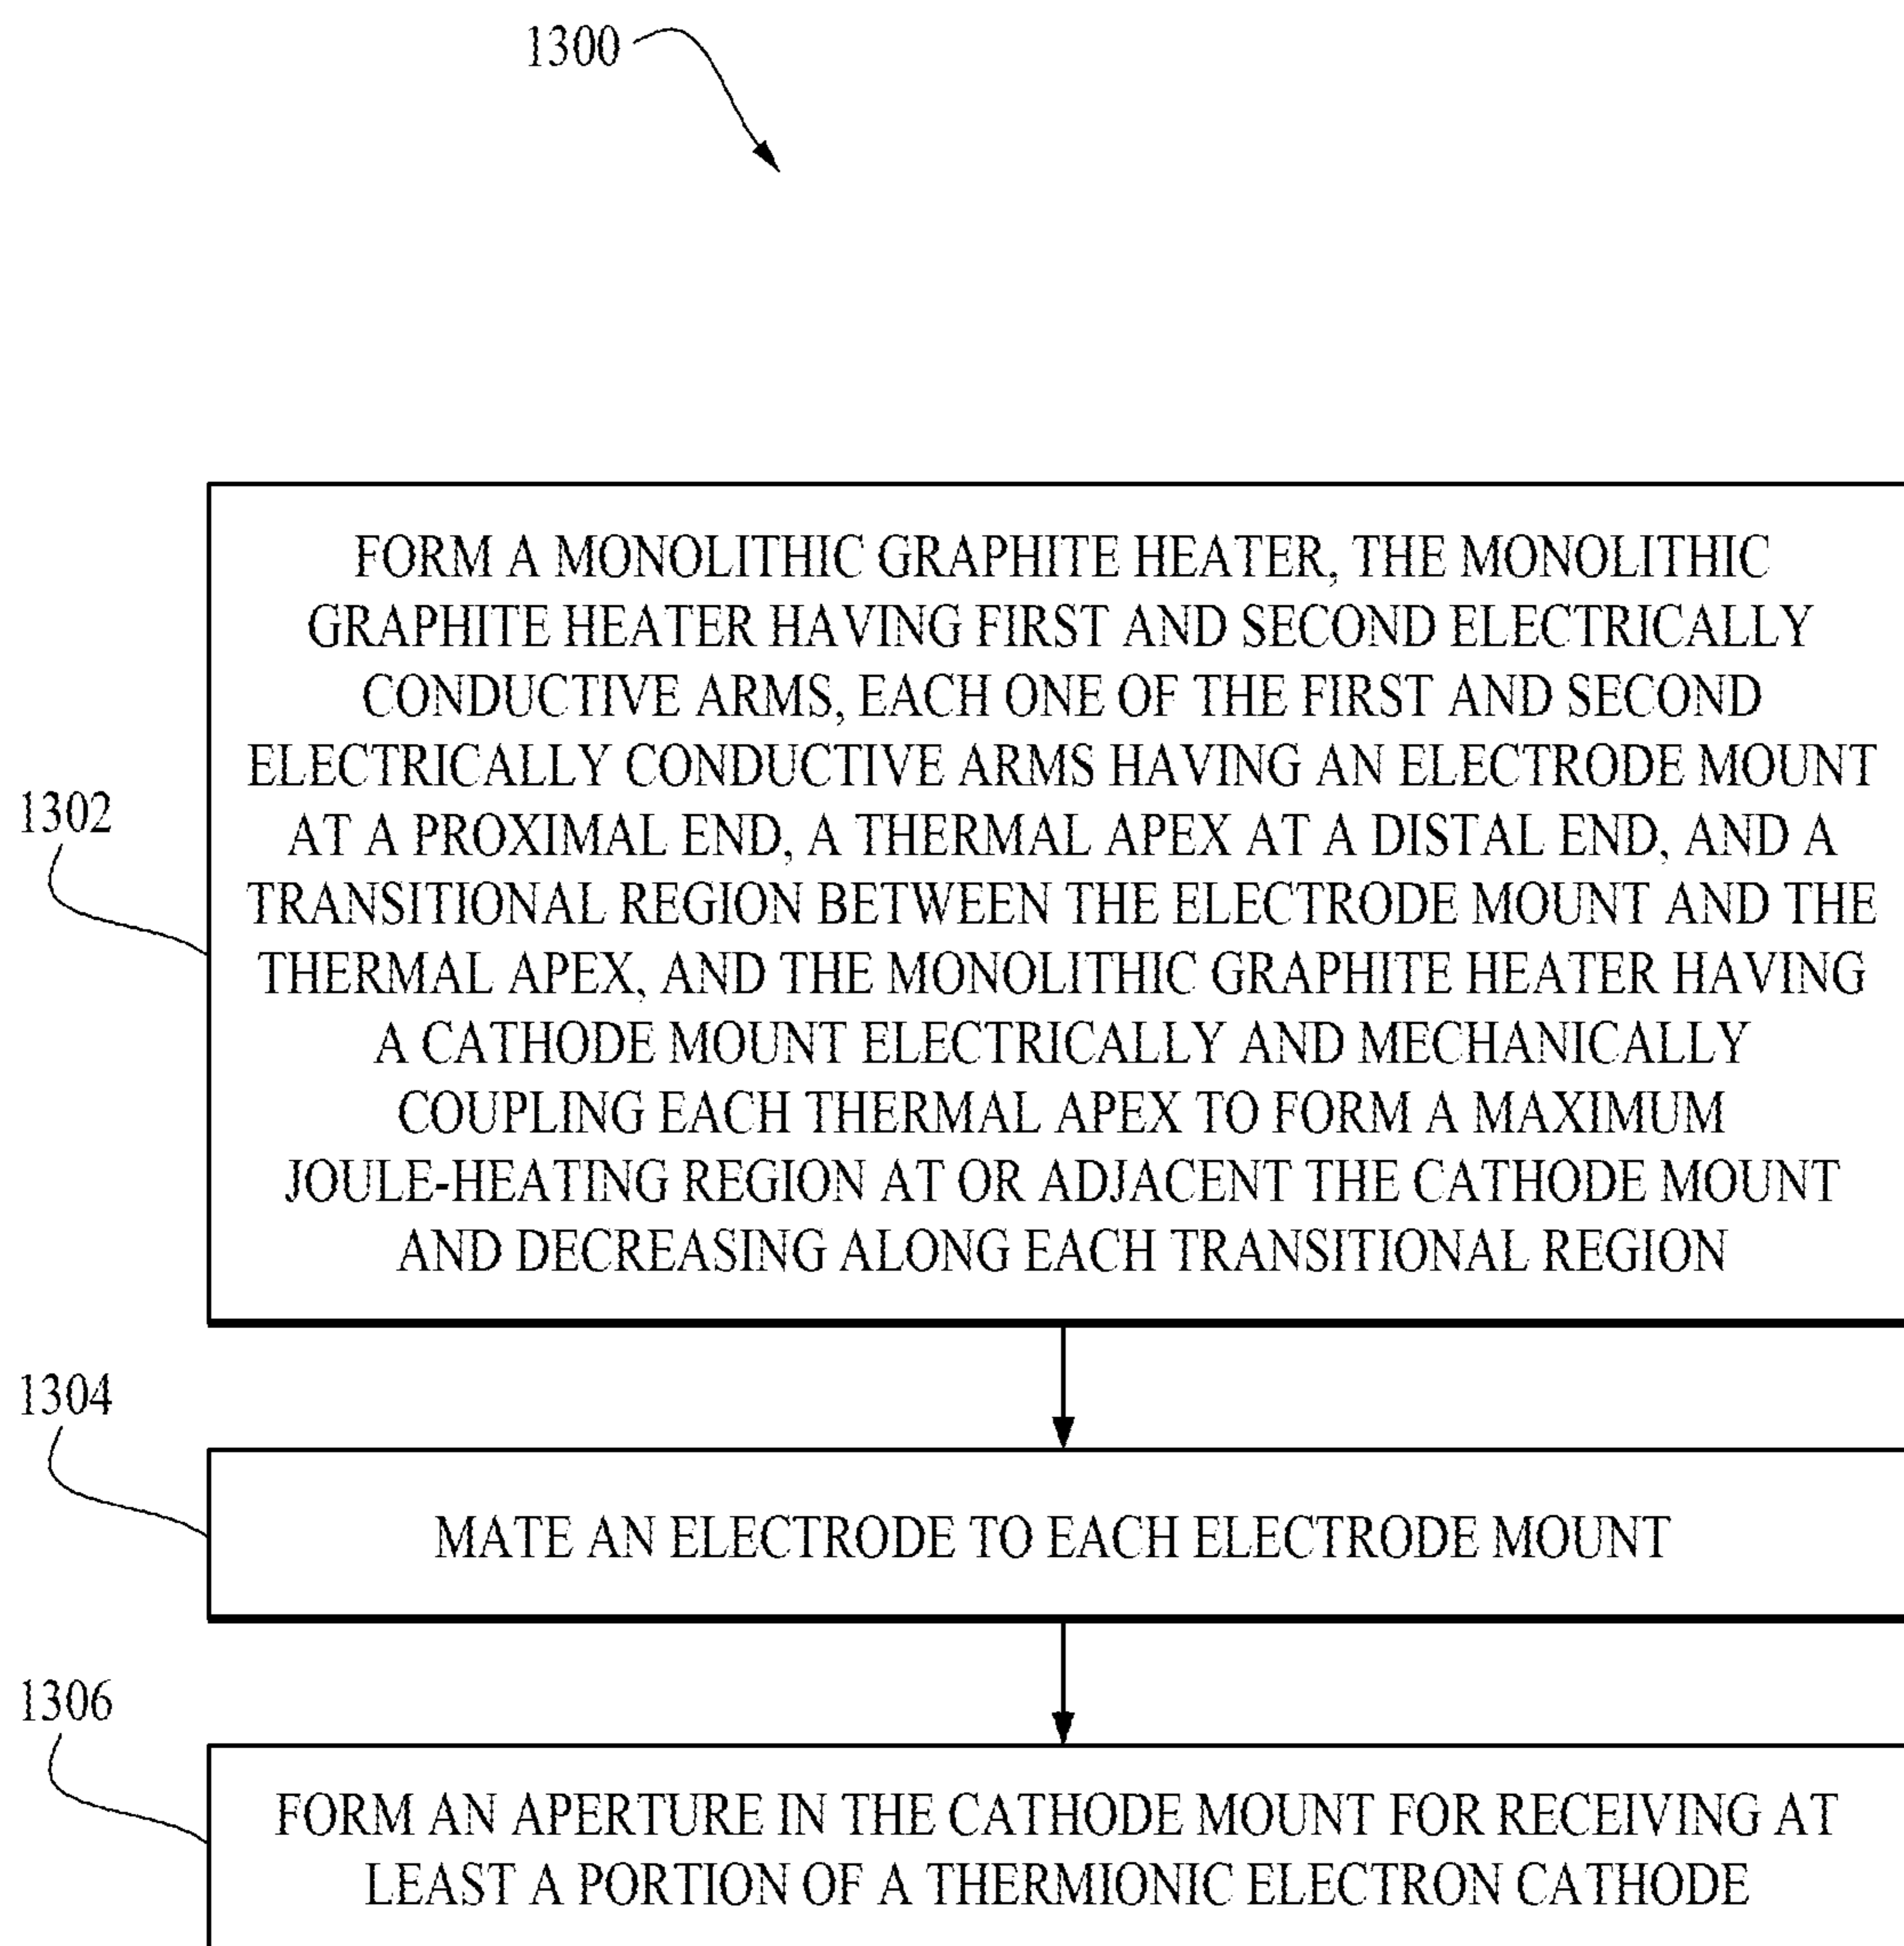 1300
FORM A MONOLITHIC GRAPHITE HEATER, THE MONOLITHIC
GRAPHITE HEATER HAVING FIRST AND SECOND ELECTRICALLY
CONDUCTIVE ARMS, EACH ONE OF THE FIRST AND SECOND
ELECTRICALLY CONDUCTIVE ARMS HAVING AN ELECTRODE MOUNT
AT A PROXIMAL END, A THERMAL APEX AT A DISTAL END, AND A
TRANSITIONAL REGION BETWEEN THE ELECTRODE MOUNT AND THE
THERMAL APEX, AND THE MONOLITHIC GRAPHITE HEATER HAVING
A CATHODE MOUNT ELECTRICALLY AND MECHANICALLY
COUPLING EACH THERMAL APEX TO FORM A MAXIMUM
JOULE-HEATING REGION AT OR ADJACENT THE CATHODE MOUNT
AND DECREASING ALONG EACH TRANSITIONAL REGION
1302
1304
MATE AN ELECTRODE TO EACH ELECTRODE MOUNT
1306
FORM AN APERTURE IN THE CATHODE MOUNT FOR RECEIVING AT
LEAST A PORTION OF A THERMIONIC ELECTRON CATHODE